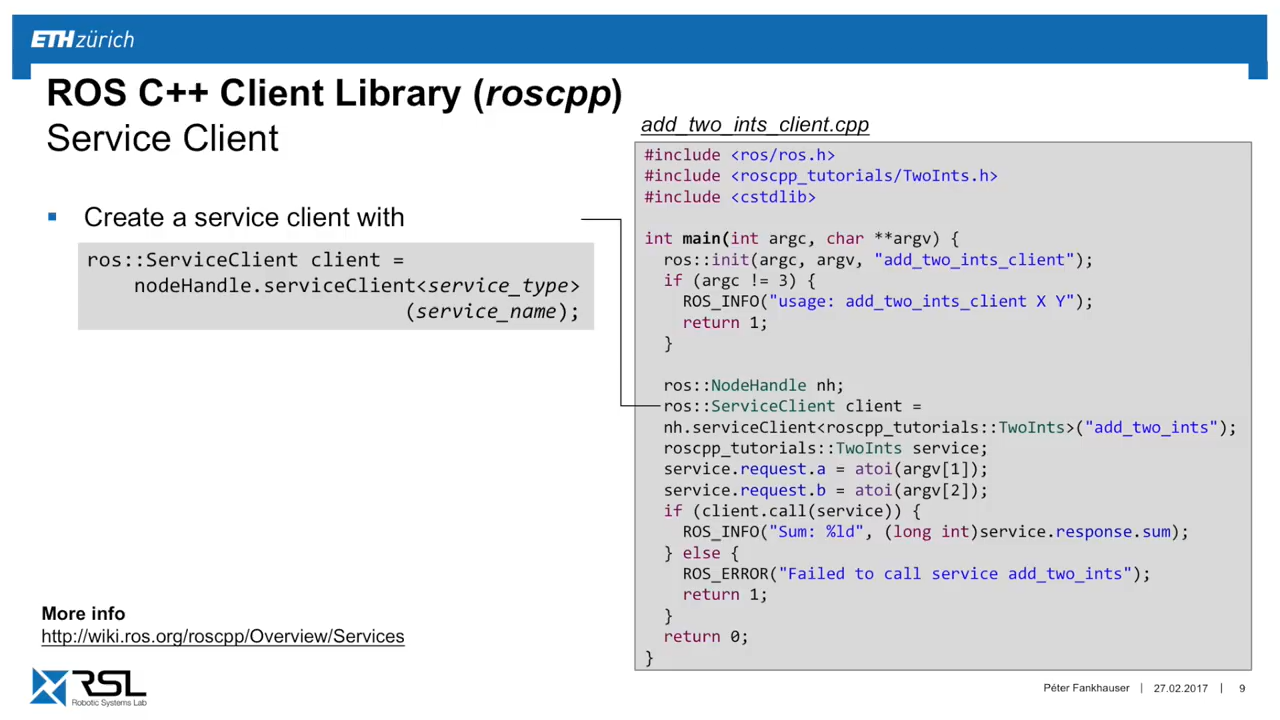 ETH zürich
ROS C++ Client Library (roscpp)
Service Client
▪ Create a service client with
ros::ServiceClient client =
    nodeHandle.serviceClient<service_type>
                            (service_name);
More info
http://wiki.ros.org/roscpp/Overview/Services
add_two_ints_client.cpp
#include <ros/ros.h>
#include <roscpp_tutorials/TwoInts.h>
#include <cstdlib>

int main(int argc, char **argv) {
  ros::init(argc, argv, "add_two_ints_client");
  if (argc != 3) {
    ROS_INFO("usage: add_two_ints_client X Y");
    return 1;
  }

  ros::NodeHandle nh;
  ros::ServiceClient client =
  nh.serviceClient<roscpp_tutorials::TwoInts>("add_two_ints");
  roscpp_tutorials::TwoInts service;
  service.request.a = atoi(argv[1]);
  service.request.b = atoi(argv[2]);
  if (client.call(service)) {
    ROS_INFO("Sum: %ld", (long int)service.response.sum);
  } else {
    ROS_ERROR("Failed to call service add_two_ints");
    return 1;
  }
  return 0;
}
RSL
Robotic Systems Lab
Péter Fankhauser | 27.02.2017 | 9